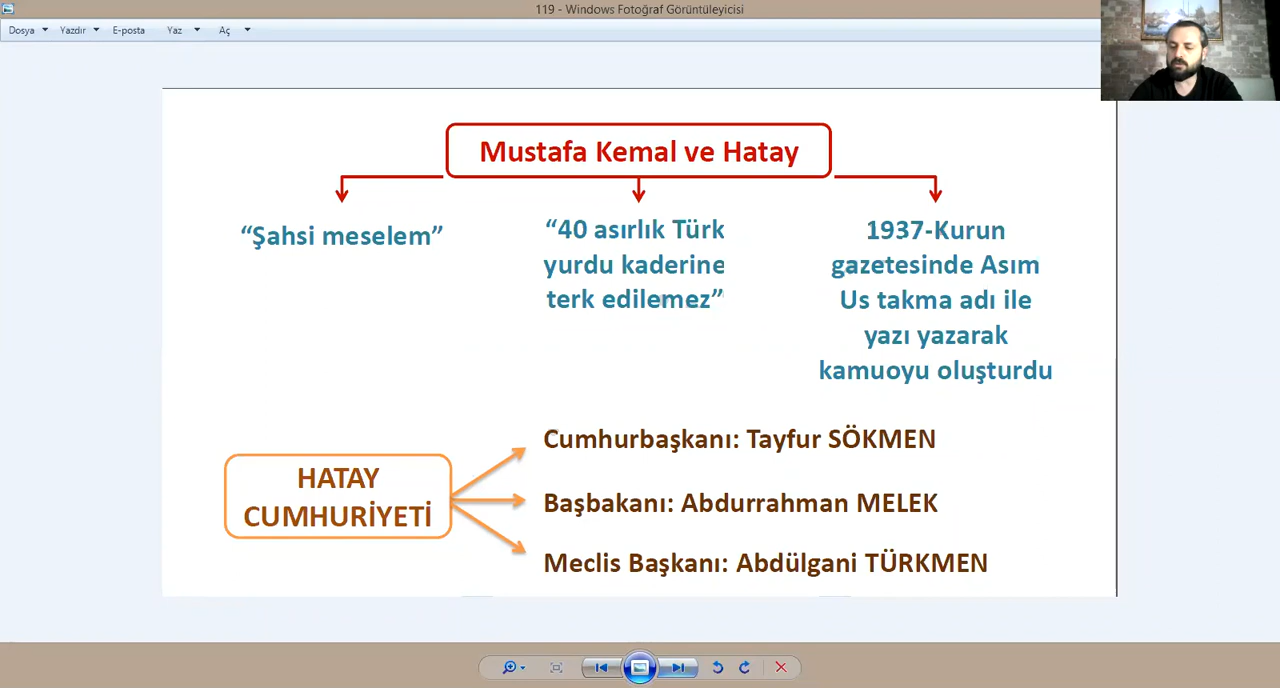 119 - Windows Fotoğraf Görüntüleyicisi
Dosya Yazdır E-posta Yaz Aç
Mustafa Kemal ve Hatay
“Şahsi meselem”
“40 asırlık Türk
yurdu kaderine
terk edilemez”
1937-Kurun
gazetesinde Asım
Us takma adı ile
yazı yazarak
kamuoyu oluşturdu
HATAY
CUMHURİYETİ
Cumhurbaşkanı: Tayfur SÖKMEN
Başbakanı: Abdurrahman MELEK
Meclis Başkanı: Abdülgani TÜRKMEN